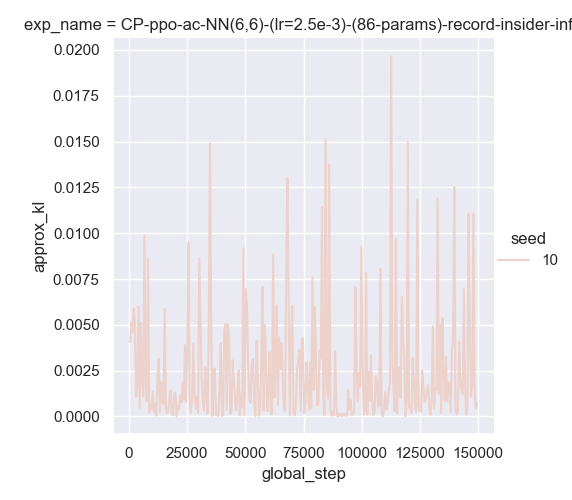 exp_name = CP-ppo-ac-NN(6,6)-(lr=2.5e-3)-(86-params)-record-insider-inf
0.0200
0.0175
0.0150
0.0125
0.0100
0.0075
0.0050
0.0025
0.0000
approx_kl
0 25000 50000 75000 100000 125000 150000
global_step
seed
10